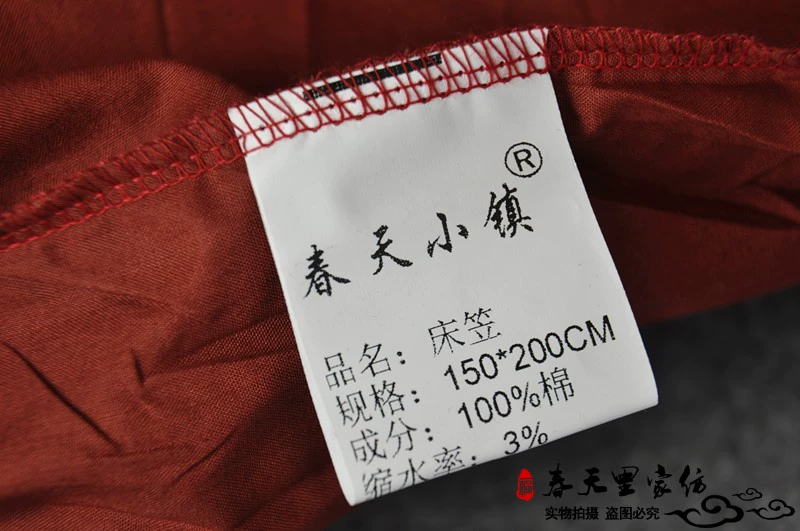 ®
春天小镇
品名：床笠
规格：150*200CM
成分：100%棉
缩水率：3%
春天里家纺
实物拍摄 盗图必究